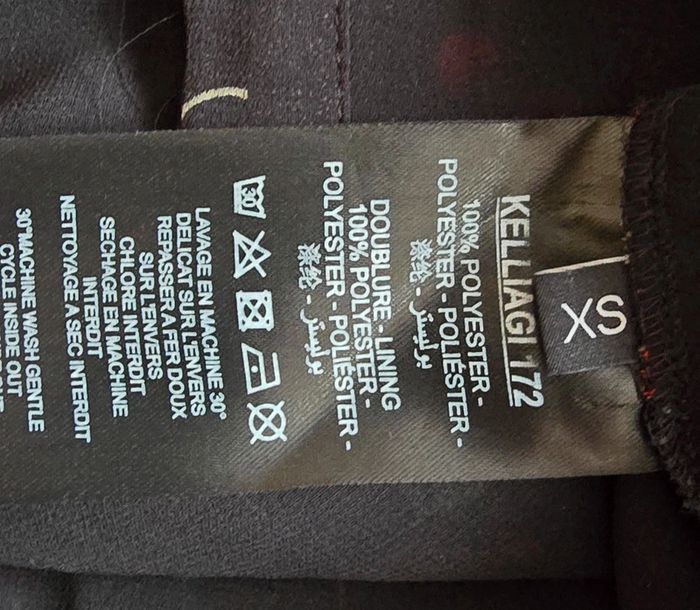 XS
KELLIAGI 172
100% POLYESTER -
POLYESTER - POLIÉSTER -
涤纶 - بوليستر
DOUBLURE - LINING
100% POLYESTER-
POLYESTER - POLIÉSTER -
涤纶 - بوليستر
30
LAVAGE EN MACHINE 30°
DELICAT SUR L'ENVERS
REPASSER A FER DOUX
SUR L'ENVERS
CHLORE INTERDIT
SECHAGE EN MACHINE
INTERDIT
NETTOYAGE A SEC INTERDIT
30°MACHINE WASH GENTLE
CYCLE INSIDE OUT